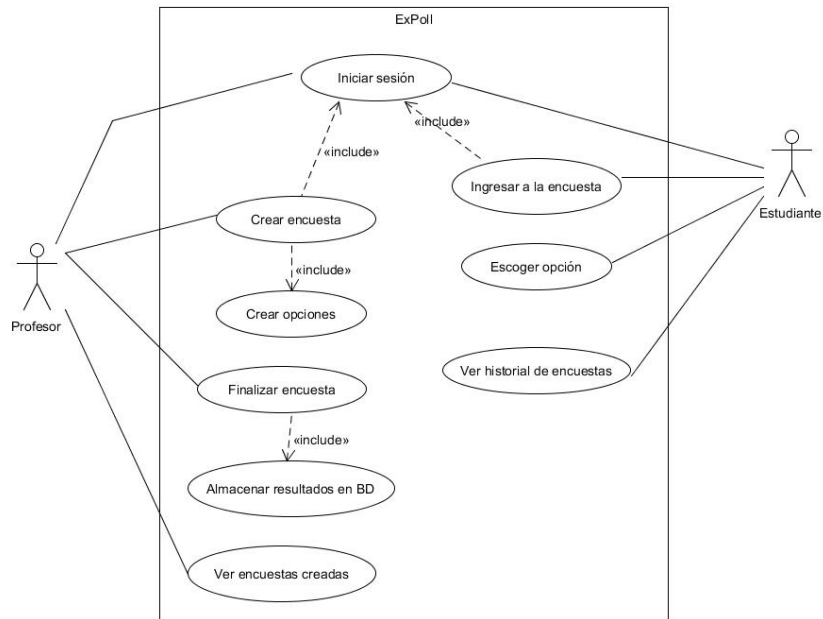 ExPoll
Iniciar sesión
«include»
«include»
Ingresar a la encuesta
Crear encuesta
Estudiante
«include»
Escoger opción
Crear opciones
Profesor
Ver historial de encuestas
Finalizar encuesta
«include»
Almacenar resultados en BD
Ver encuestas creadas